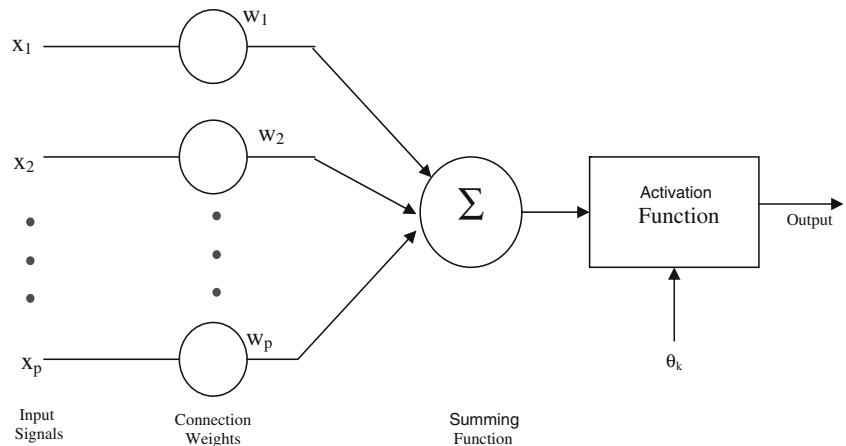 x1
w1
x2
w2
Σ
Activation
Function
Output
xp
wp
θk
Input
Signals
Connection
Weights
Summing
Function